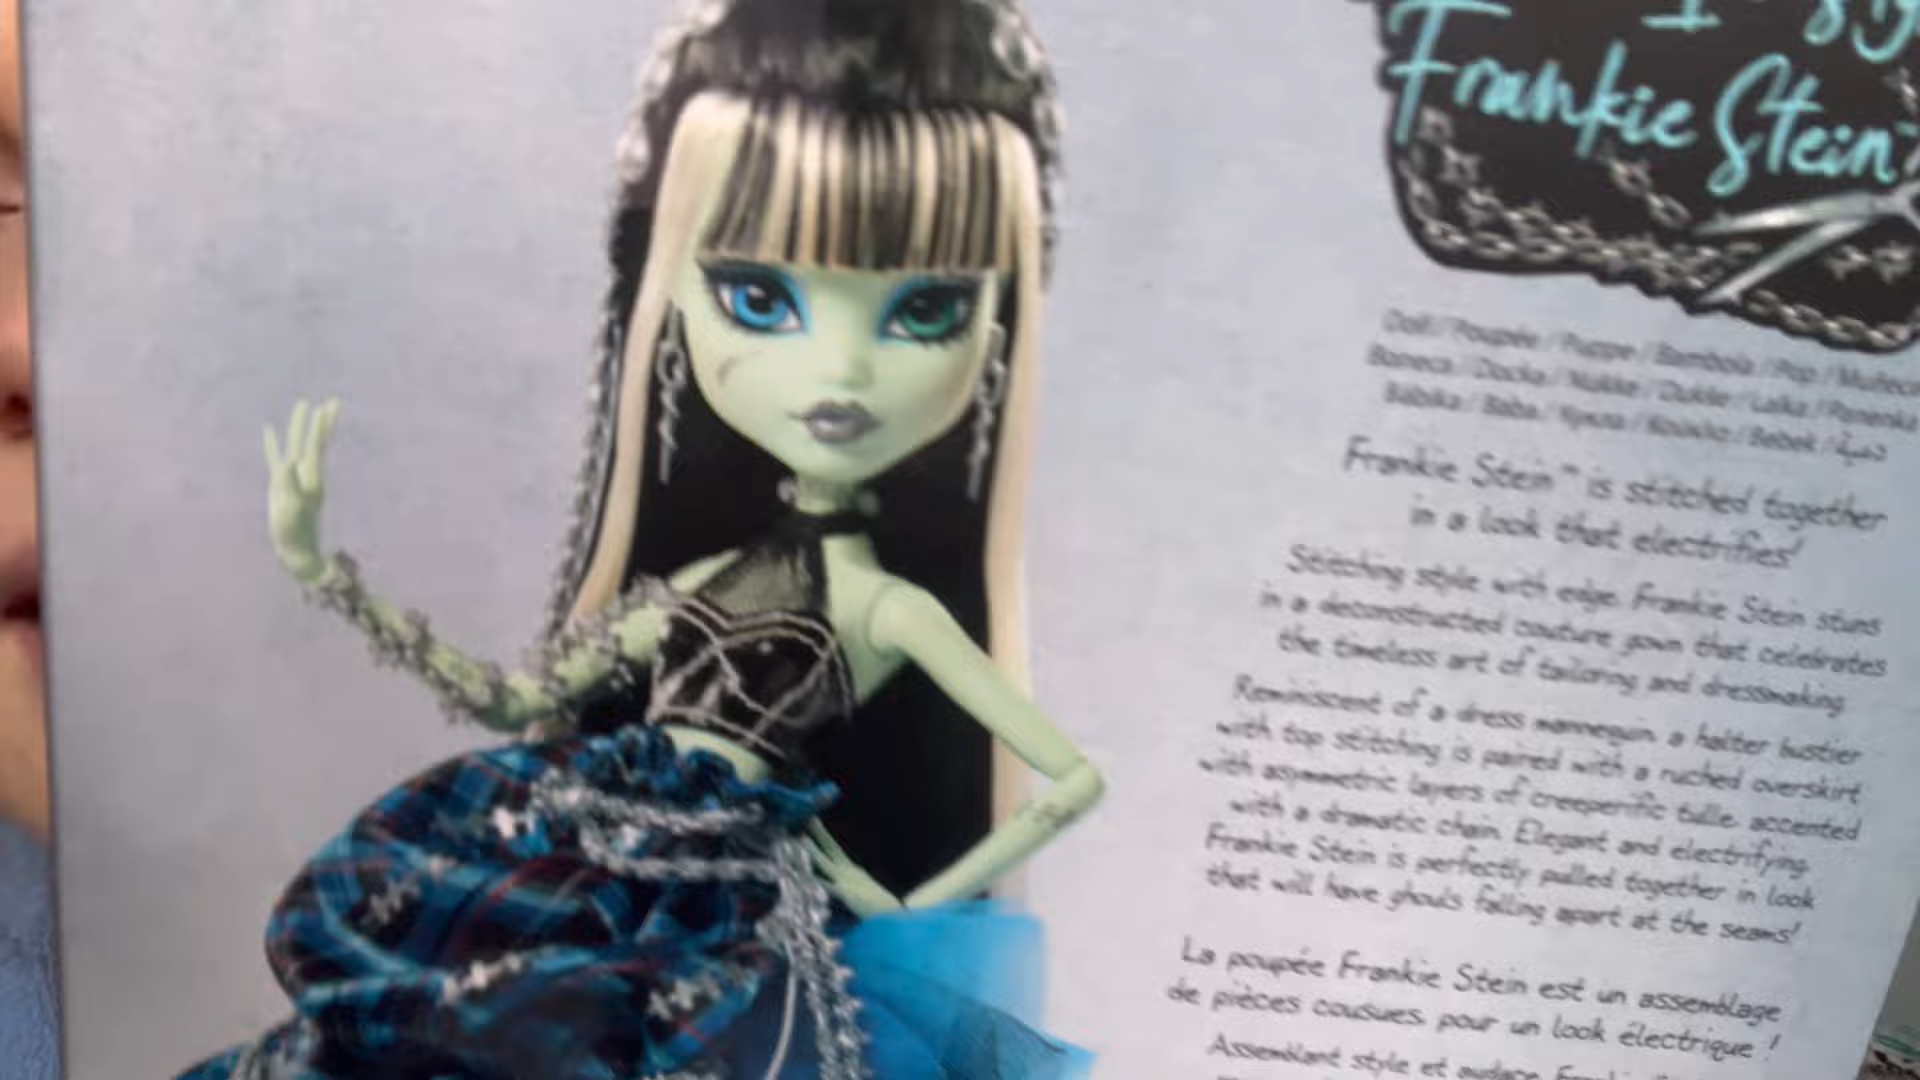 Frankie Stein™
Doll / Poupée / Puppe / Bambola / Pop / Muñeca
Boneca / Docka / Nukke / Dukke / Lalka / Panenka
Bábika / Baba / Кукла / Κούκλα / Bebek / دمية
Frankie Stein™ is stitched together
in a look that electrifies!
Stitching style with edge, Frankie Stein stuns
in a deconstructed couture gown that celebrates
the timeless art of tailoring and dressmaking.
Reminiscent of a dress mannequin, a halter bustier
with top stitching is paired with a ruched overskirt
with asymmetric layers of creeperific tulle, accented
with a dramatic chain. Elegant and electrifying,
Frankie Stein is perfectly pulled together in look
that will have ghouls falling apart at the seams!
La poupée Frankie Stein est un assemblage
de pièces cousues, pour un look électrique !
Assemblant style et audace,